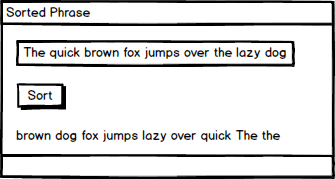 Sorted Phrase
The quick brown fox jumps over the lazy dog
Sort
brown dog fox jumps lazy over quick The the